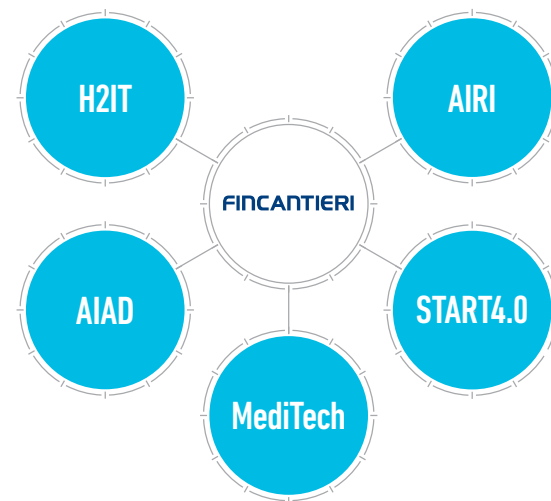 H2IT
AIRI
FINCANTIERI
AIAD
START4.0
MediTech